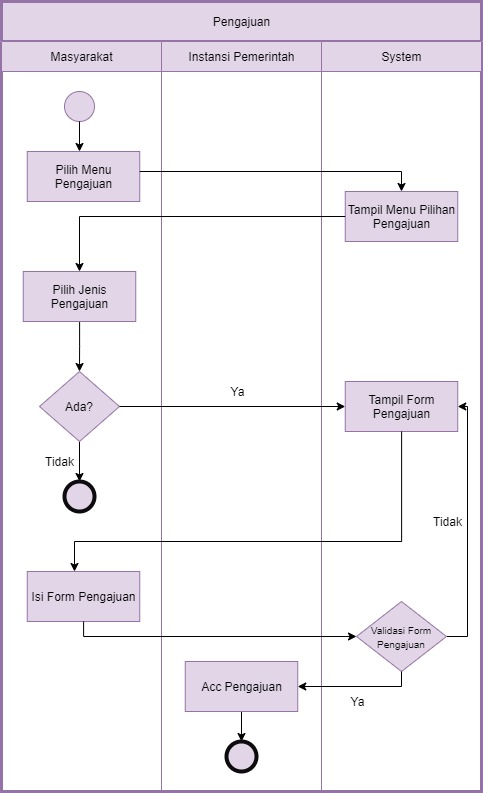 Pengajuan
Masyarakat
Instansi Pemerintah
System
Pilih Menu
Pengajuan
Tampil Menu Pilihan
Pengajuan
Pilih Jenis
Pengajuan
Ada?
Ya
Tampil Form
Pengajuan
Tidak
Tidak
Isi Form Pengajuan
Validasi Form
Pengajuan
Acc Pengajuan
Ya